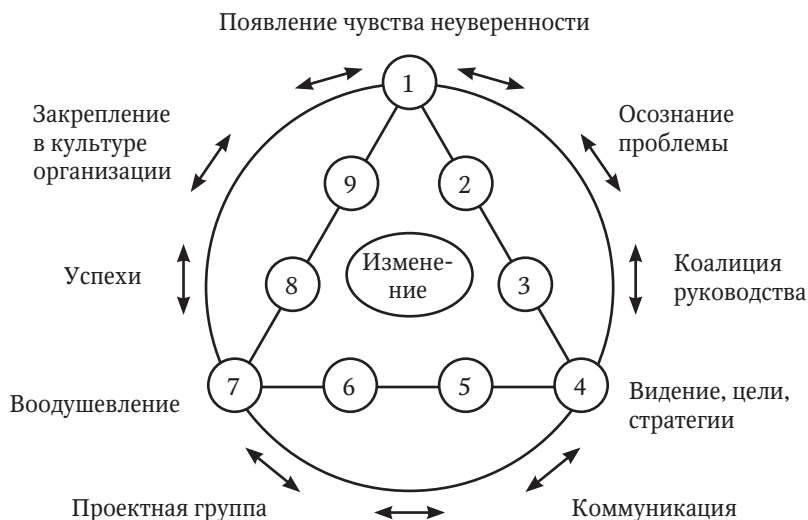 Появление чувства неуверенности
1
Закрепление
в культуре
организации
Осознание
проблемы
9
2
Успехи
8
Измене-
ние
3
Коалиция
руководства
Воодушевление
7
6
5
4
Видение, цели,
стратегии
Проектная группа
Коммуникация